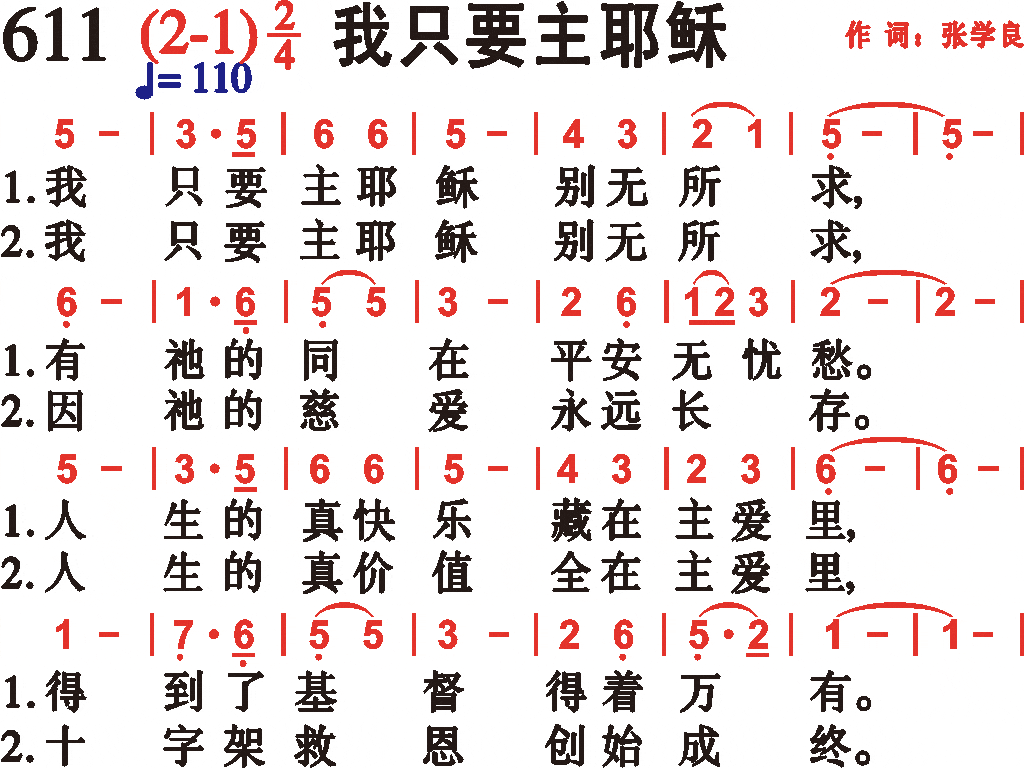 611 (2-1) 2/4 我只要主耶稣 作 词：张学良
♩= 110
5 – | 3 · 5 | 6 6 | 5 – | 4 3 | 2 1 | 5 – | 5 – |
1. 我 只 要 主 耶 稣 别 无 所 求,
2. 我 只 要 主 耶 稣 别 无 所 求,
6 – | 1 · 6 | 5 5 | 3 – | 2 6 | 1 2 3 | 2 – | 2 – |
1. 有 祂 的 同 在 平 安 无 忧 愁。
2. 因 祂 的 慈 爱 永 远 长 存。
5 – | 3 · 5 | 6 6 | 5 – | 4 3 | 2 3 | 6 – | 6 – |
1. 人 生 的 真 快 乐 藏 在 主 爱 里,
2. 人 生 的 真 价 值 全 在 主 爱 里,
1 – | 7 · 6 | 5 5 | 3 – | 2 6 | 5 · 2 | 1 – | 1 – |
1. 得 到 了 基 督 得 着 万 有。
2. 十 字 架 救 恩 创 始 成 终。